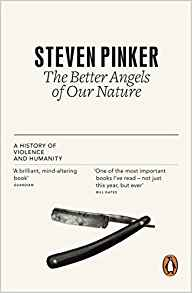 STEVEN PINKER
The Better Angels
of Our Nature
A HISTORY OF
VIOLENCE
AND HUMANITY
'A brilliant, mind-altering
book'
GUARDIAN
'One of the most important
books I've read – not just
this year, but ever'
BILL GATES